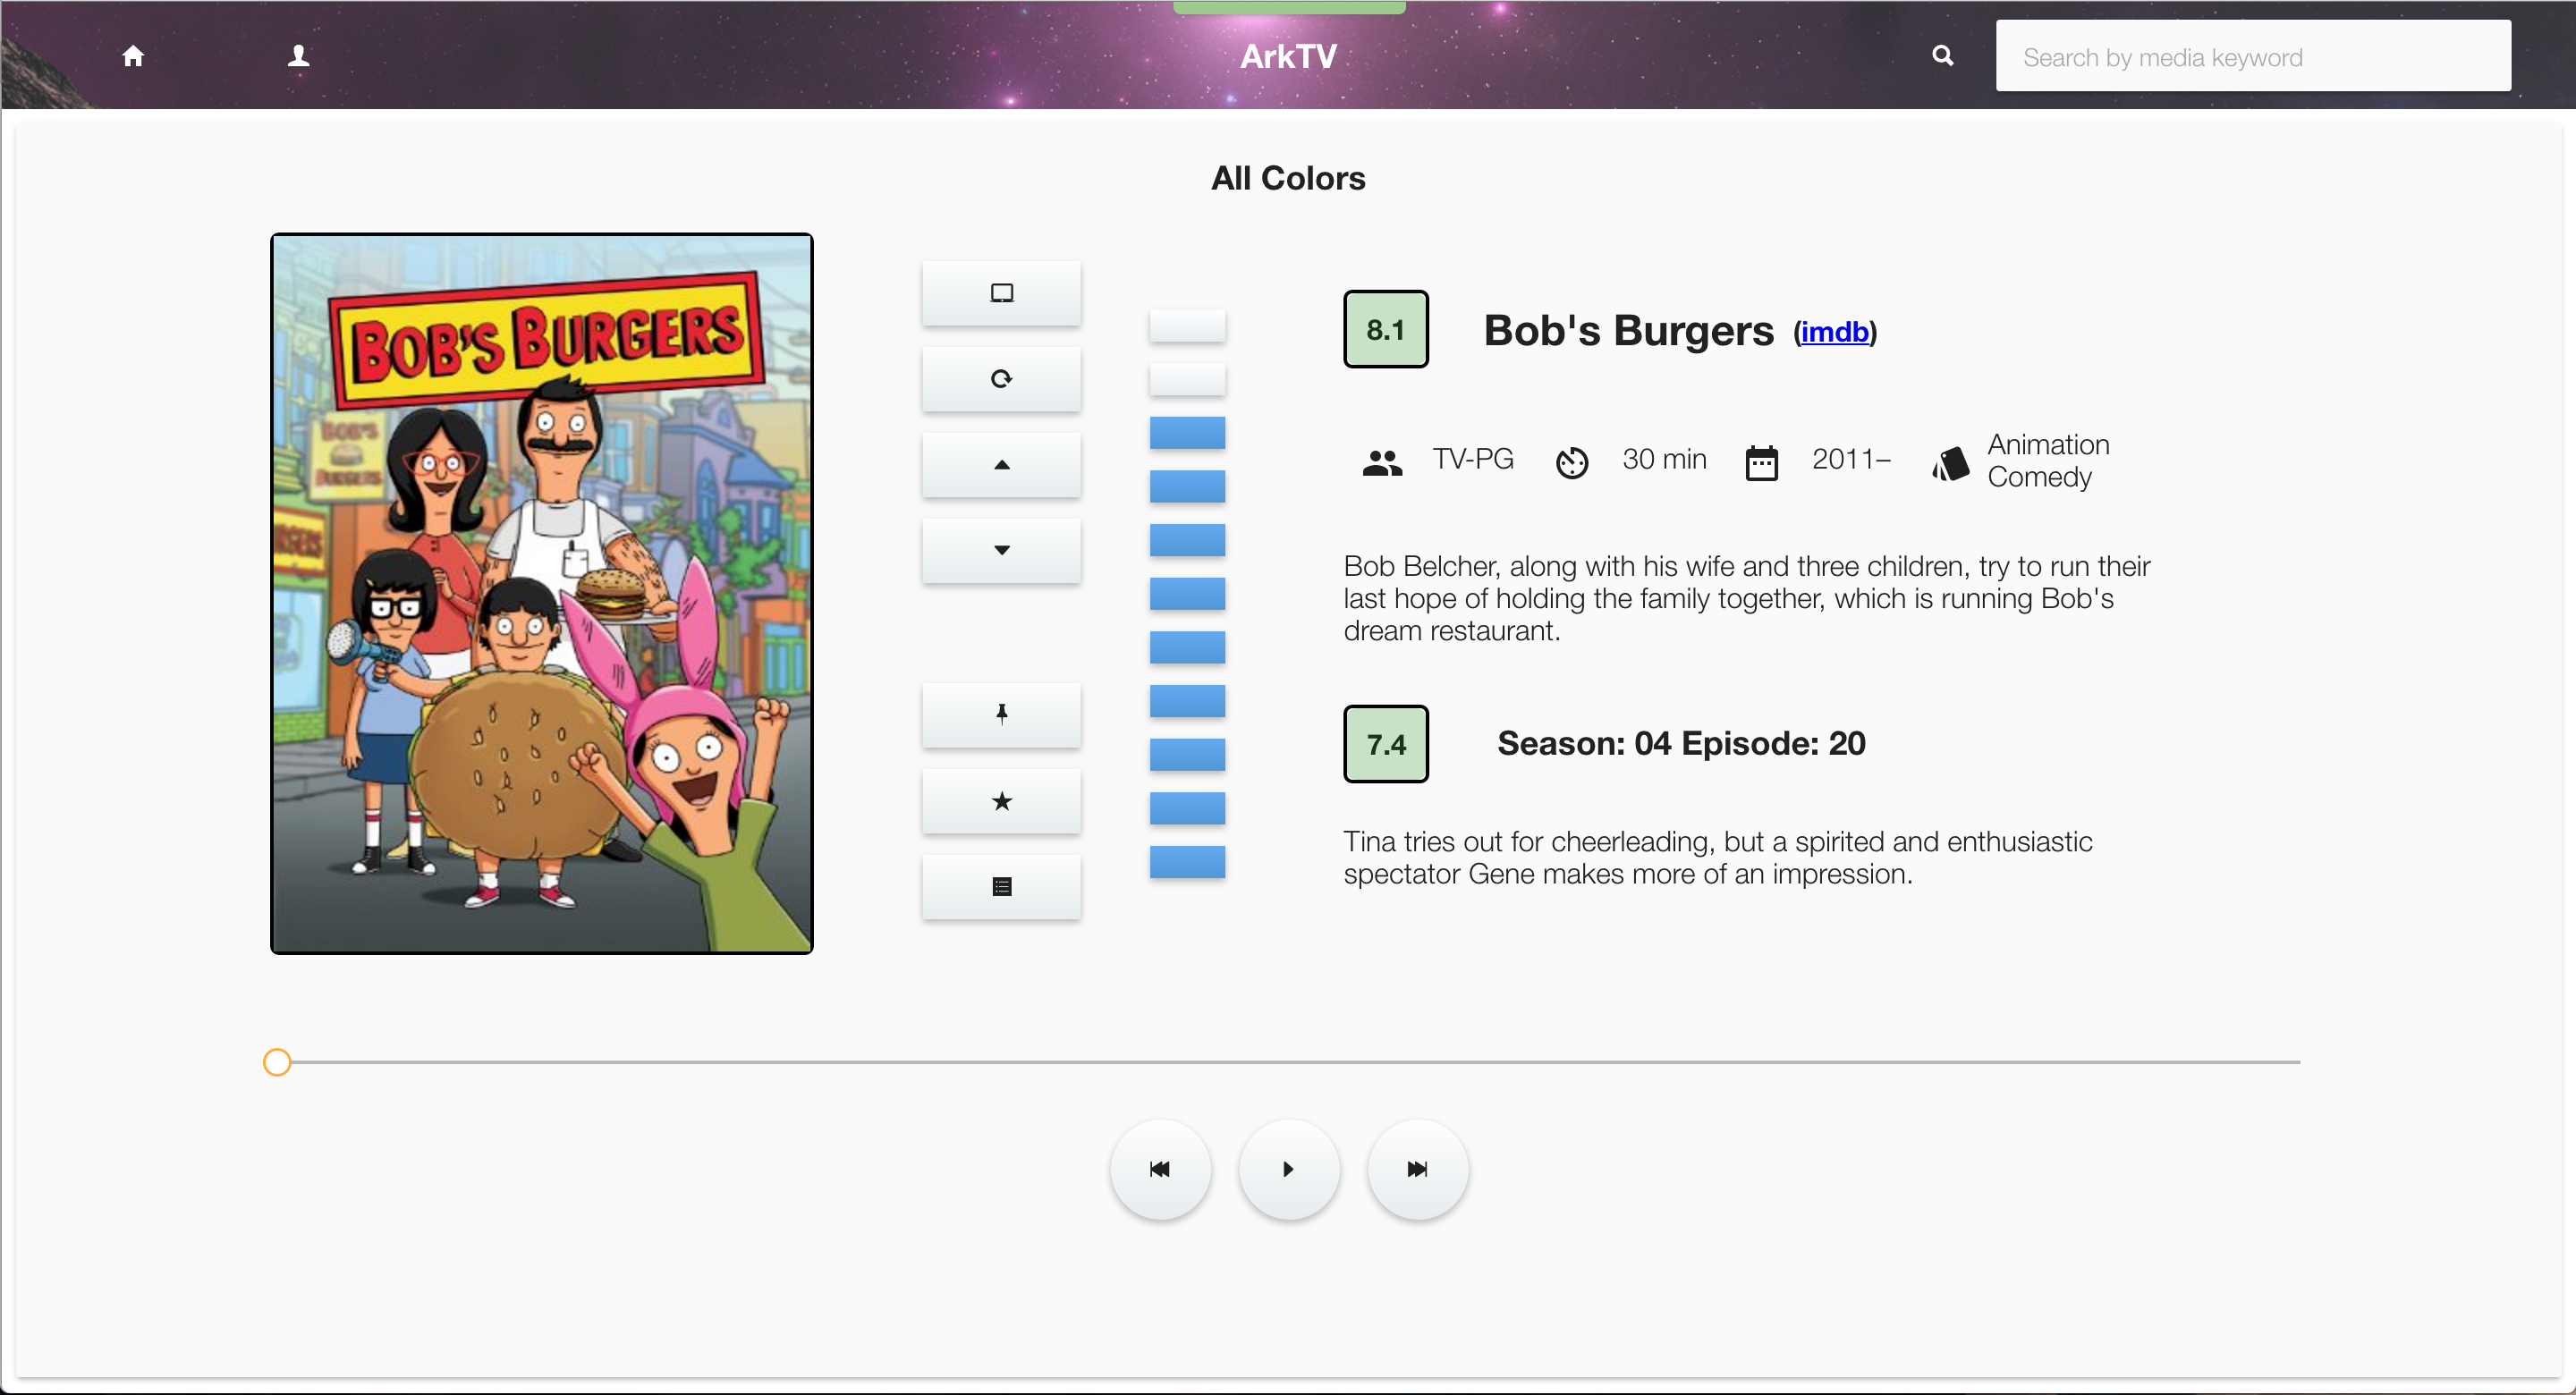 ArkTV
Search by media keyword
All Colors
BOB'S BURGERS
BOB'S
BURGERS
8.1
Bob's Burgers (imdb)
TV-PG
30 min
2011–
Animation
Comedy
Bob Belcher, along with his wife and three children, try to run their
last hope of holding the family together, which is running Bob's
dream restaurant.
7.4
Season: 04 Episode: 20
Tina tries out for cheerleading, but a spirited and enthusiastic
spectator Gene makes more of an impression.